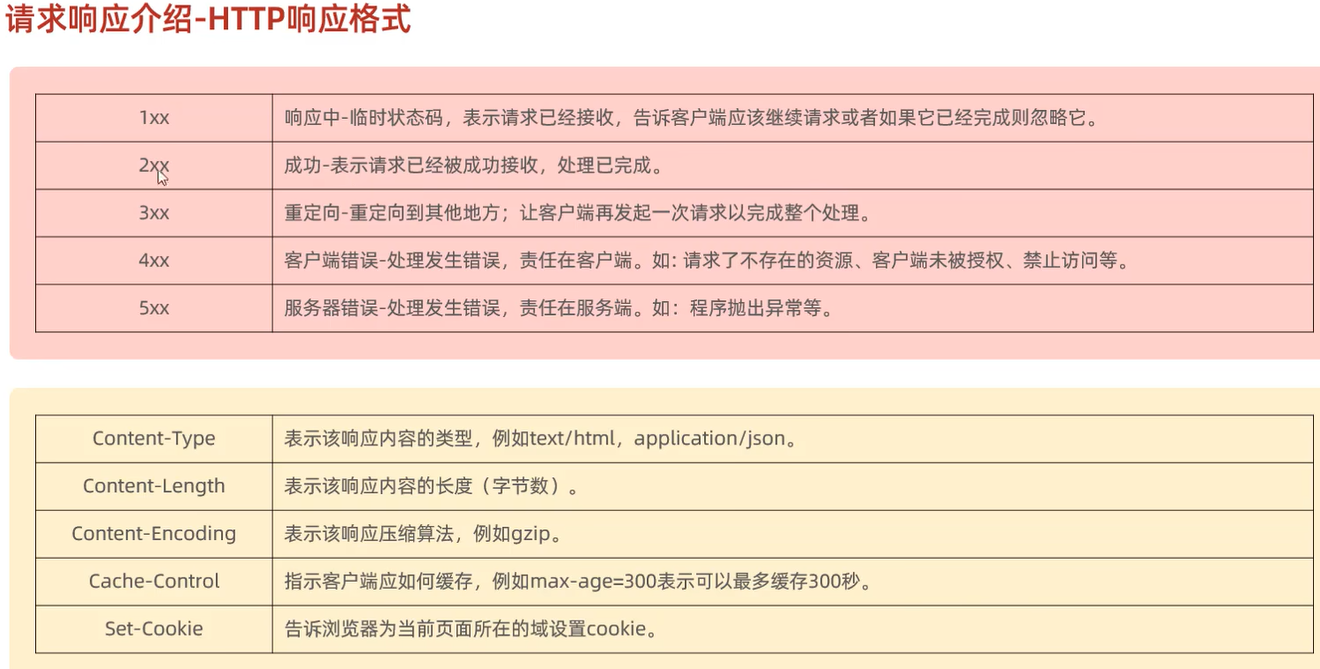 请求响应介绍-HTTP响应格式
1xx 响应中-临时状态码，表示请求已经接收，告诉客户端应该继续请求或者如果它已经完成则忽略它。
2xx 成功-表示请求已经被成功接收，处理已完成。
3xx 重定向-重定向到其他地方；让客户端再发起一次请求以完成整个处理。
4xx 客户端错误-处理发生错误，责任在客户端。如: 请求了不存在的资源、客户端未被授权、禁止访问等。
5xx 服务器错误-处理发生错误，责任在服务端。如：程序抛出异常等。
Content-Type 表示该响应内容的类型，例如text/html，application/json。
Content-Length 表示该响应内容的长度（字节数）。
Content-Encoding 表示该响应压缩算法，例如gzip。
Cache-Control 指示客户端应如何缓存，例如max-age=300表示可以最多缓存300秒。
Set-Cookie 告诉浏览器为当前页面所在的域设置cookie。